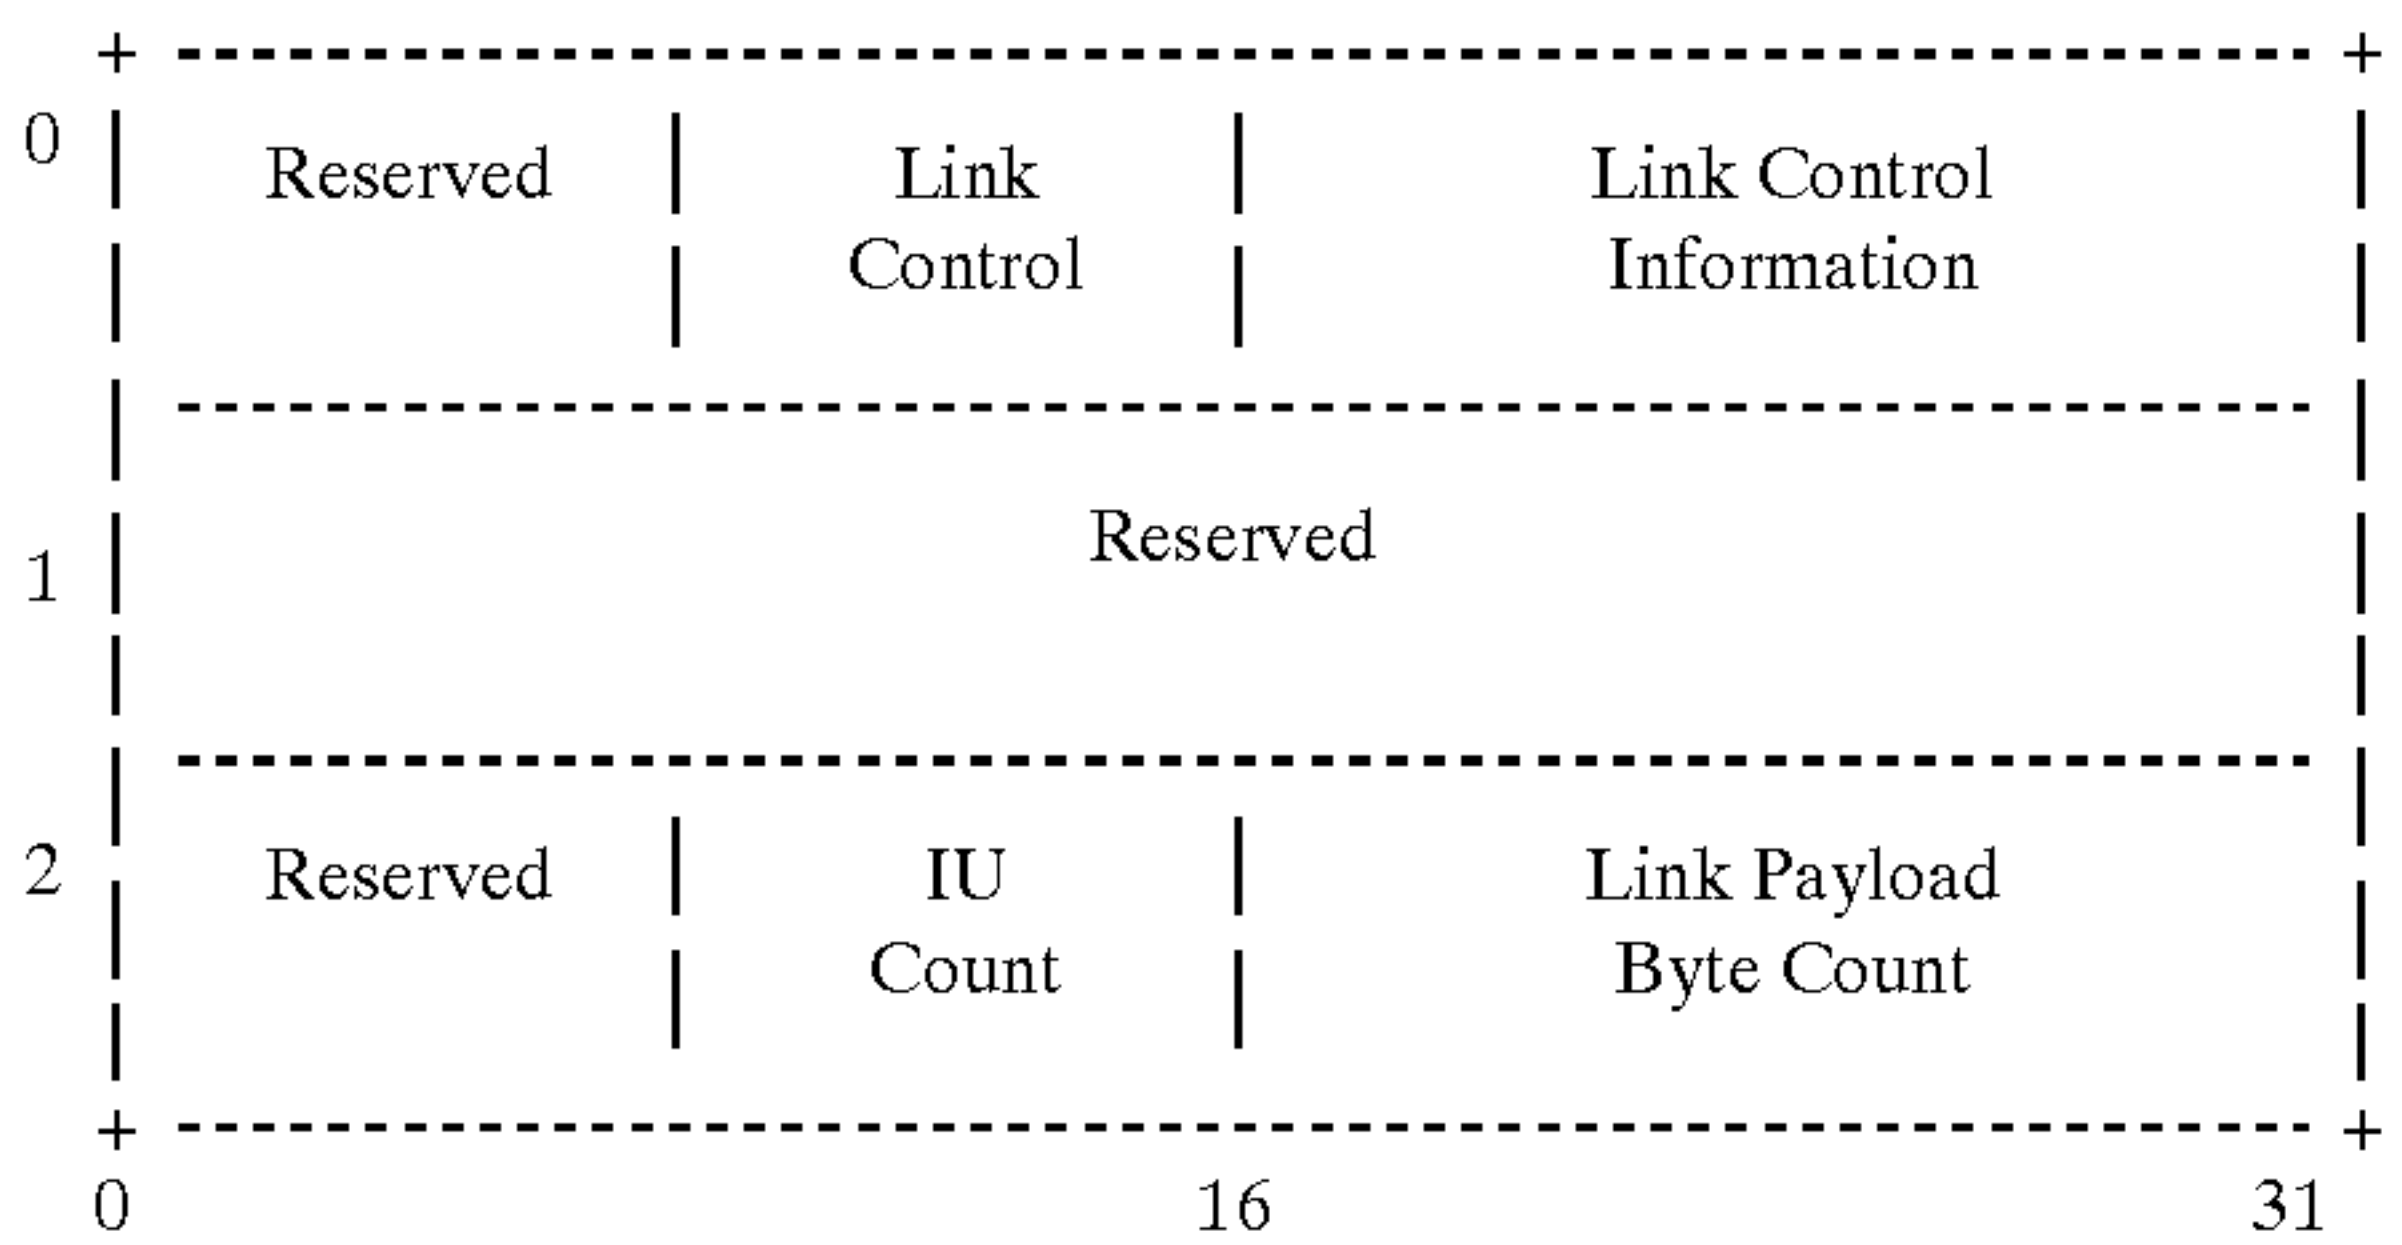 0
Reserved
Link
Control
Link Control
Information
1
Reserved
2
Reserved
IU
Count
Link Payload
Byte Count
0 16 31